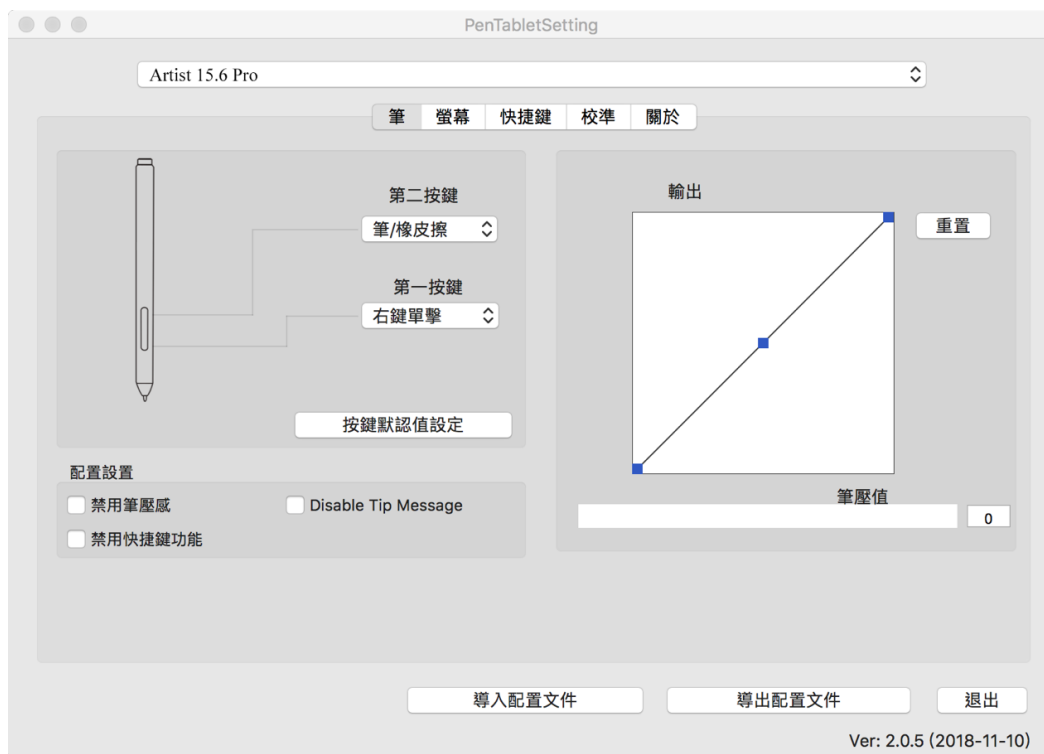 PenTabletSetting
Artist 15.6 Pro
筆 螢幕 快捷鍵 校準 關於
第二按鍵
筆/橡皮擦
第一按鍵
右鍵單擊
按鍵默認值設定
配置設置
禁用筆壓感 Disable Tip Message
禁用快捷鍵功能
輸出
重置
筆壓值
0
導入配置文件 導出配置文件 退出
Ver: 2.0.5 (2018-11-10)